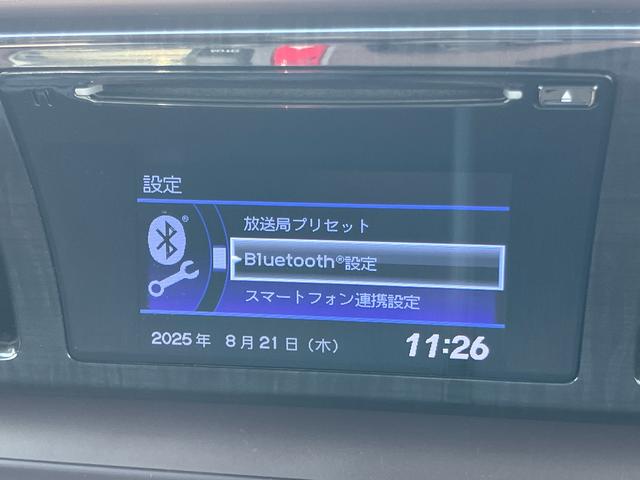 設定
放送局プリセット
Bluetooth®設定
スマートフォン連携設定
2025年 8月21日（木） 11:26